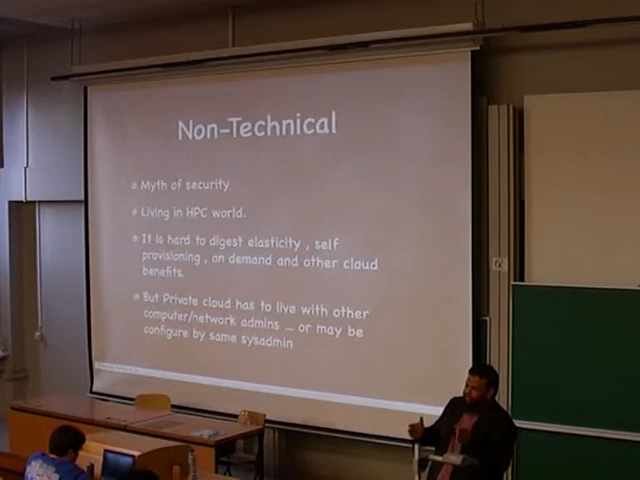 Non-Technical
Myth of security
Living in HPC world.
It is hard to digest elasticity , self
provisioning , on demand and other cloud
benefits.
But Private cloud has to live with other
computer/network admins ... or may be
configure by same sysadmin